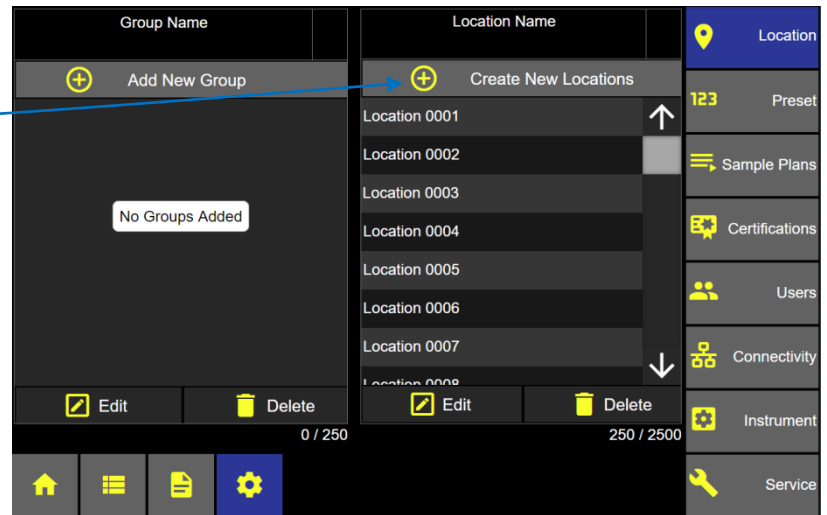 Group Name
Location Name
Location
Add New Group
Create New Locations
Location 0001
123 Preset
Location 0002
Sample Plans
Location 0003
No Groups Added
Location 0004
Certifications
Location 0005
Users
Location 0006
Location 0007
Connectivity
Location 0008
Edit
Delete
Edit
Delete
Instrument
0 / 250
250 / 2500
Service